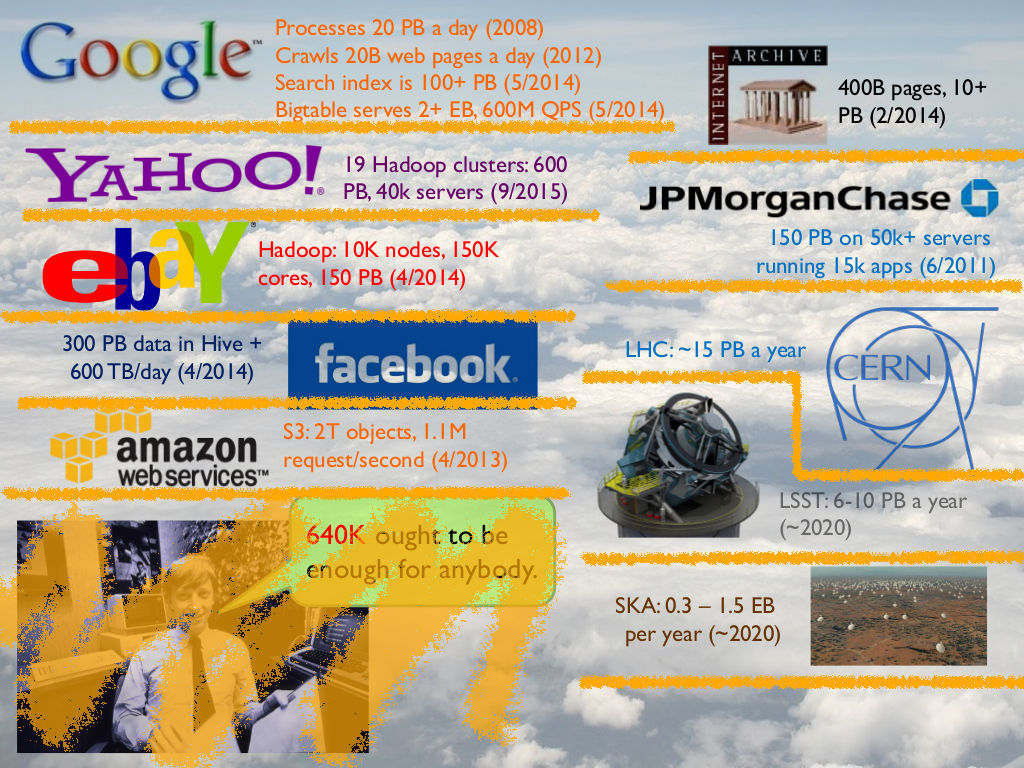 Google™
Processes 20 PB a day (2008)
Crawls 20B web pages a day (2012)
Search index is 100+ PB (5/2014)
Bigtable serves 2+ EB, 600M QPS (5/2014)
INTERNET ARCHIVE
400B pages, 10+
PB (2/2014)
YAHOO!®
19 Hadoop clusters: 600
PB, 40k servers (9/2015)
JPMorganChase
150 PB on 50k+ servers
running 15k apps (6/2011)
ebaY®
Hadoop: 10K nodes, 150K
cores, 150 PB (4/2014)
300 PB data in Hive +
600 TB/day (4/2014)
facebook®
LHC: ~15 PB a year
CERN
amazon
web services™
S3: 2T objects, 1.1M
request/second (4/2013)
LSST: 6-10 PB a year
(~2020)
640K ought to be
enough for anybody.
SKA: 0.3 – 1.5 EB
per year (~2020)